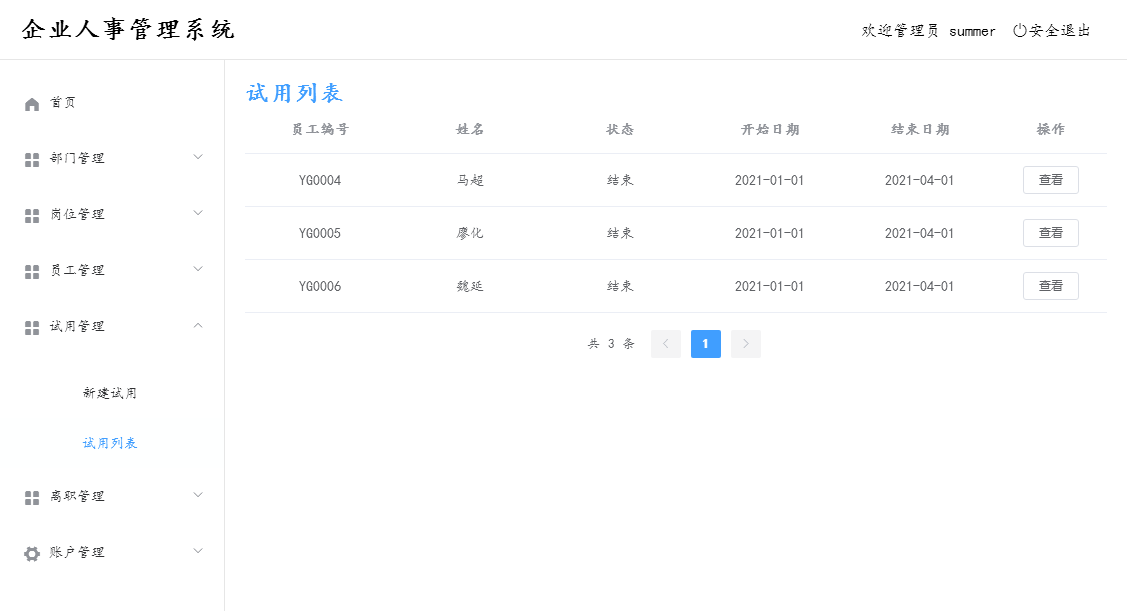 企业人事管理系统
欢迎管理员 summer 安全退出
首页
部门管理
岗位管理
员工管理
试用管理
新建试用
试用列表
离职管理
账户管理
试用列表
员工编号 姓名 状态 开始日期 结束日期 操作
YG0004 马超 结束 2021-01-01 2021-04-01 查看
YG0005 廖化 结束 2021-01-01 2021-04-01 查看
YG0006 魏延 结束 2021-01-01 2021-04-01 查看
共 3 条 1